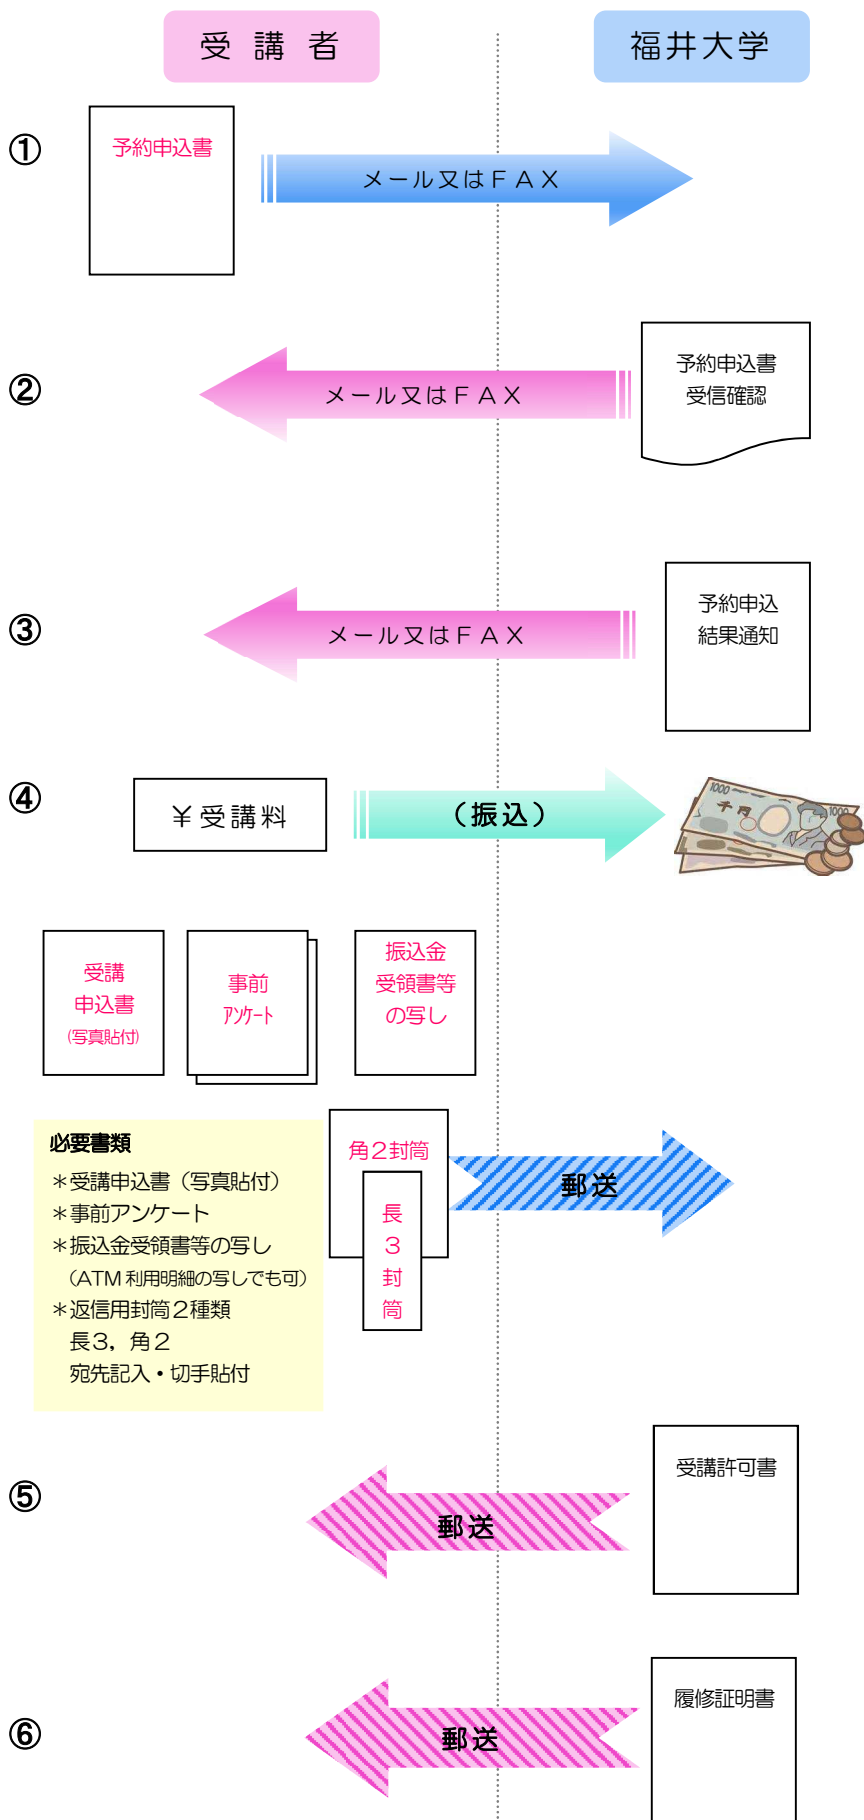 受 講 者
福井大学
①
予約申込書
メール又はＦＡＸ
②
メール又はＦＡＸ
予約申込書
受信確認
③
メール又はＦＡＸ
予約申込
結果通知
④
￥受講料
（振込）
1000
千円
1000
受講
申込書
(写真貼付)
事前
ｱﾝｹｰﾄ
振込金
受領書等
の写し
必要書類
＊受講申込書（写真貼付）
＊事前アンケート
＊振込金受領書等の写し
（ATM 利用明細の写しでも可）
＊返信用封筒２種類
長３，角２
宛先記入・切手貼付
角２封筒
長
３
封
筒
郵送
⑤
郵送
受講許可書
⑥
郵送
履修証明書